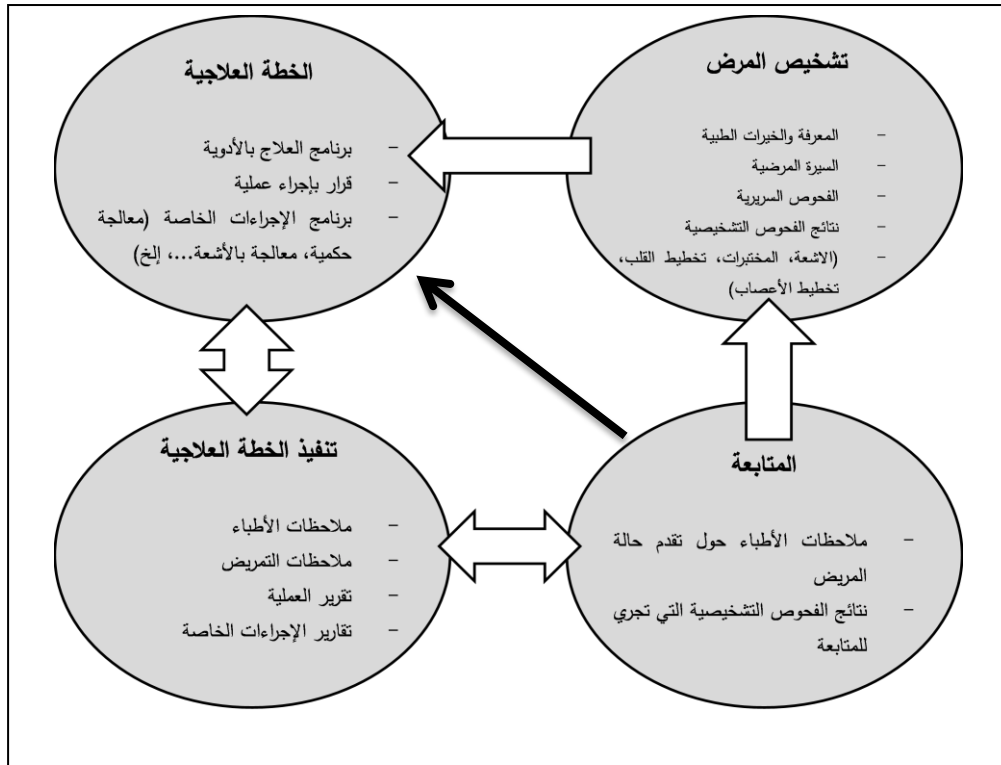 تشخيص المرض
- المعرفة والخيرات الطبية
- السيرة المرضية
- الفحوص السريرية
- نتائج الفحوص التشخيصية
- (الاشعة، المختبرات، تخطيط القلب،
تخطيط الأعصاب)
الخطة العلاجية
- برنامج العلاج بالأدوية
- قرار بإجراء عملية
- برنامج الإجراءات الخاصة (معالجة
حكمية، معالجة بالأشعة...، إلخ)
تنفيذ الخطة العلاجية
- ملاحظات الأطباء
- ملاحظات التمريض
- تقرير العملية
- تقارير الإجراءات الخاصة
المتابعة
- ملاحظات الأطباء حول تقدم حالة
المريض
- نتائج الفحوص التشخيصية التي تجري
للمتابعة